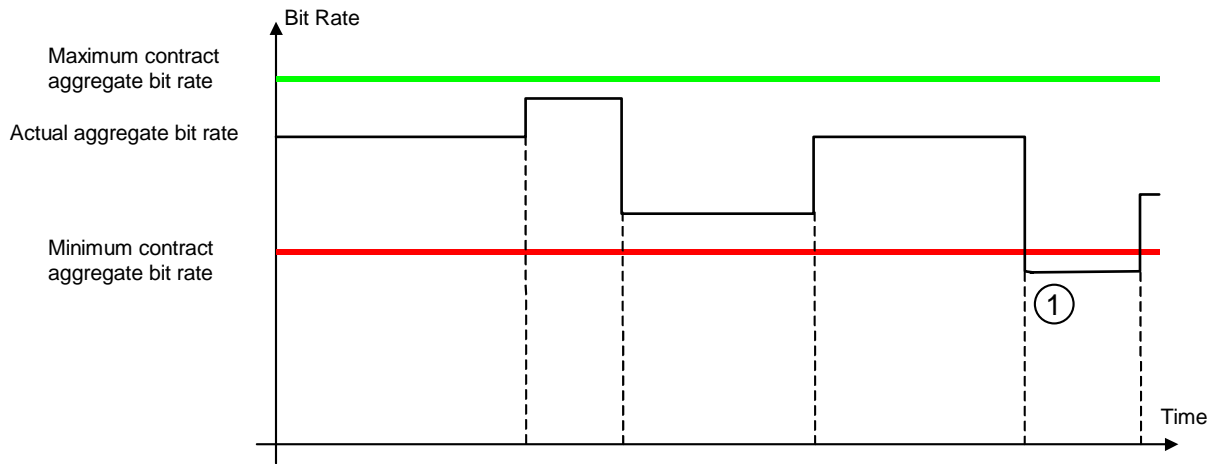 Bit Rate
Maximum contract
aggregate bit rate
Actual aggregate bit rate
Minimum contract
aggregate bit rate
1
Time